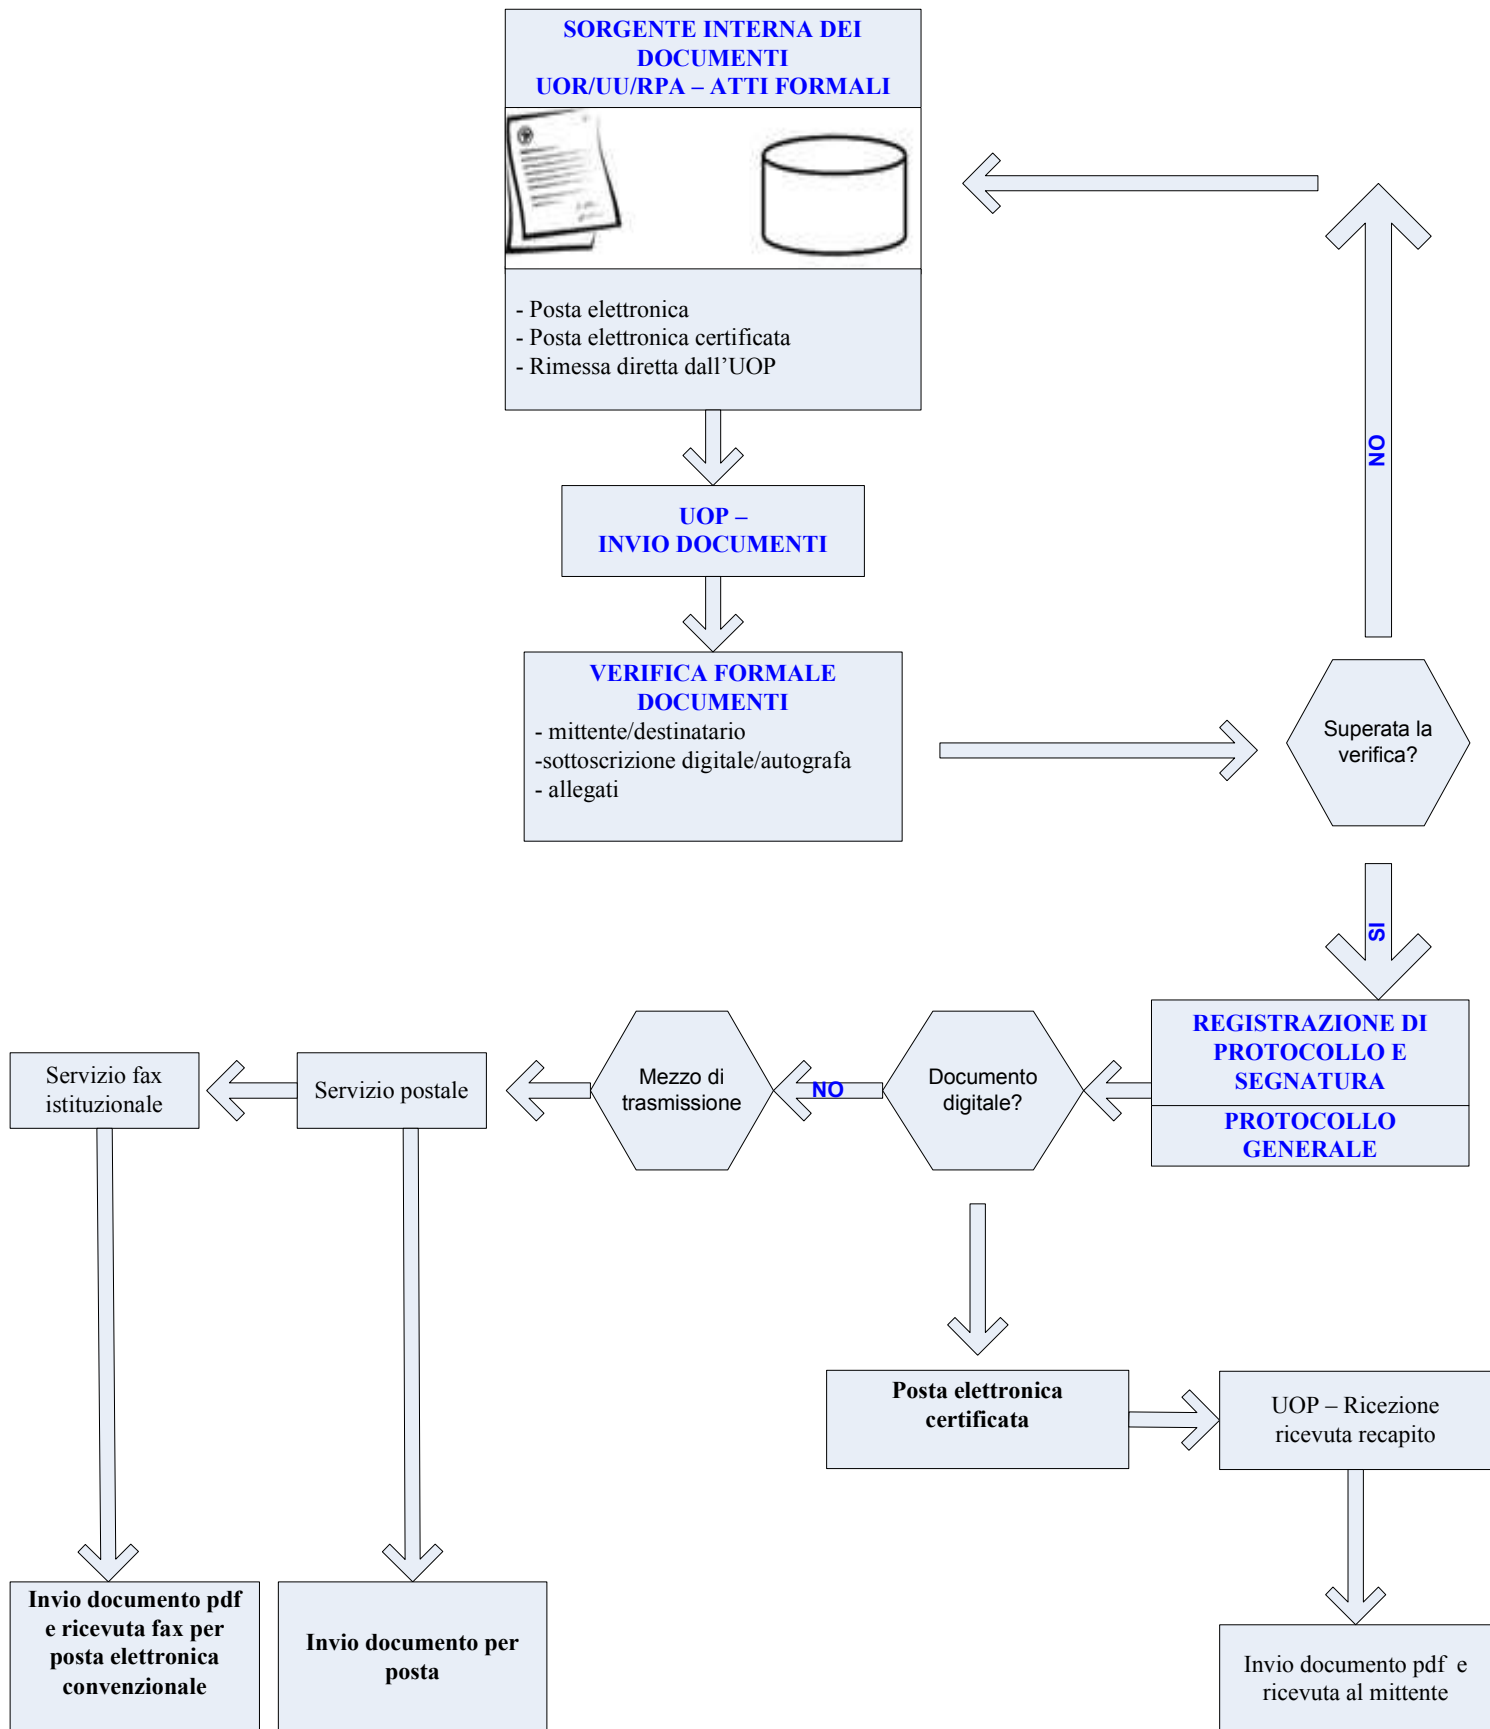 SORGENTE INTERNA DEI
DOCUMENTI
UOR/UU/RPA – ATTI FORMALI
- Posta elettronica
- Posta elettronica certificata
- Rimessa diretta dall’UOP
UOP –
INVIO DOCUMENTI
VERIFICA FORMALE
DOCUMENTI
- mittente/destinatario
-sottoscrizione digitale/autografa
- allegati
Superata la
verifica?
NO
SI
REGISTRAZIONE DI
PROTOCOLLO E
SEGNATURA
PROTOCOLLO
GENERALE
Documento
digitale?
NO
Mezzo di
trasmissione
Servizio postale
Servizio fax
istituzionale
Posta elettronica
certificata
UOP – Ricezione
ricevuta recapito
Invio documento pdf
e ricevuta fax per
posta elettronica
convenzionale
Invio documento per
posta
Invio documento pdf  e
ricevuta al mittente